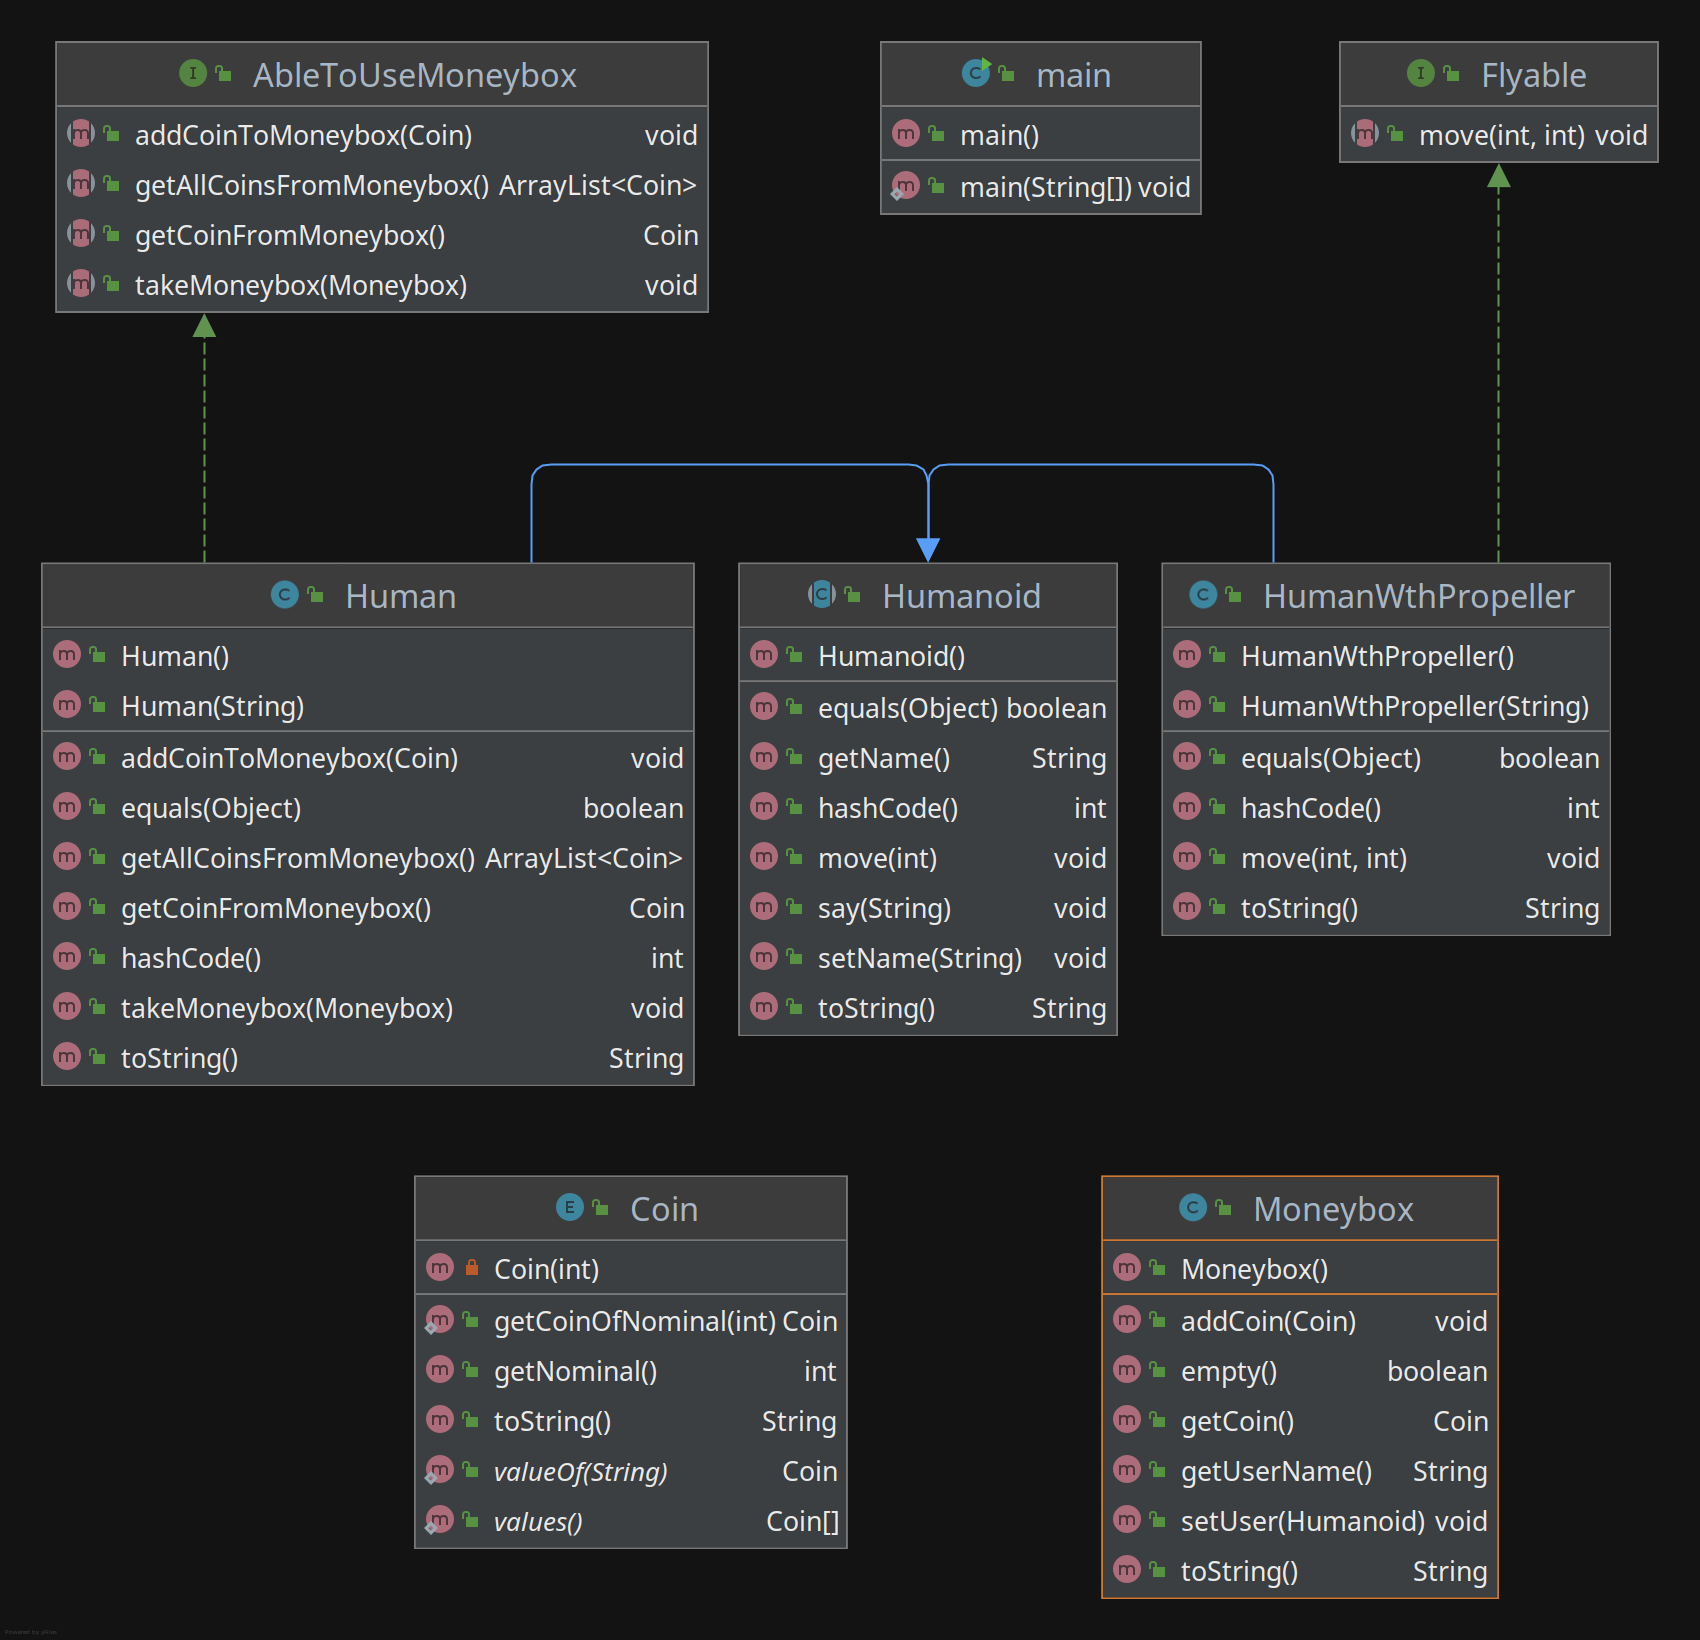 AbleToUseMoneybox
addCoinToMoneybox(Coin) void
getAllCoinsFromMoneybox() ArrayList<Coin>
getCoinFromMoneybox() Coin
takeMoneybox(Moneybox) void
main
main()
main(String[]) void
Flyable
move(int, int) void
Human
Human()
Human(String)
addCoinToMoneybox(Coin) void
equals(Object) boolean
getAllCoinsFromMoneybox() ArrayList<Coin>
getCoinFromMoneybox() Coin
hashCode() int
takeMoneybox(Moneybox) void
toString() String
Humanoid
Humanoid()
equals(Object) boolean
getName() String
hashCode() int
move(int) void
say(String) void
setName(String) void
toString() String
HumanWthPropeller
HumanWthPropeller()
HumanWthPropeller(String)
equals(Object) boolean
hashCode() int
move(int, int) void
toString() String
Coin
Coin(int)
getCoinOfNominal(int) Coin
getNominal() int
toString() String
valueOf(String) Coin
values() Coin[]
Moneybox
Moneybox()
addCoin(Coin) void
empty() boolean
getCoin() Coin
getUserName() String
setUser(Humanoid) void
toString() String
Powered by yFiles